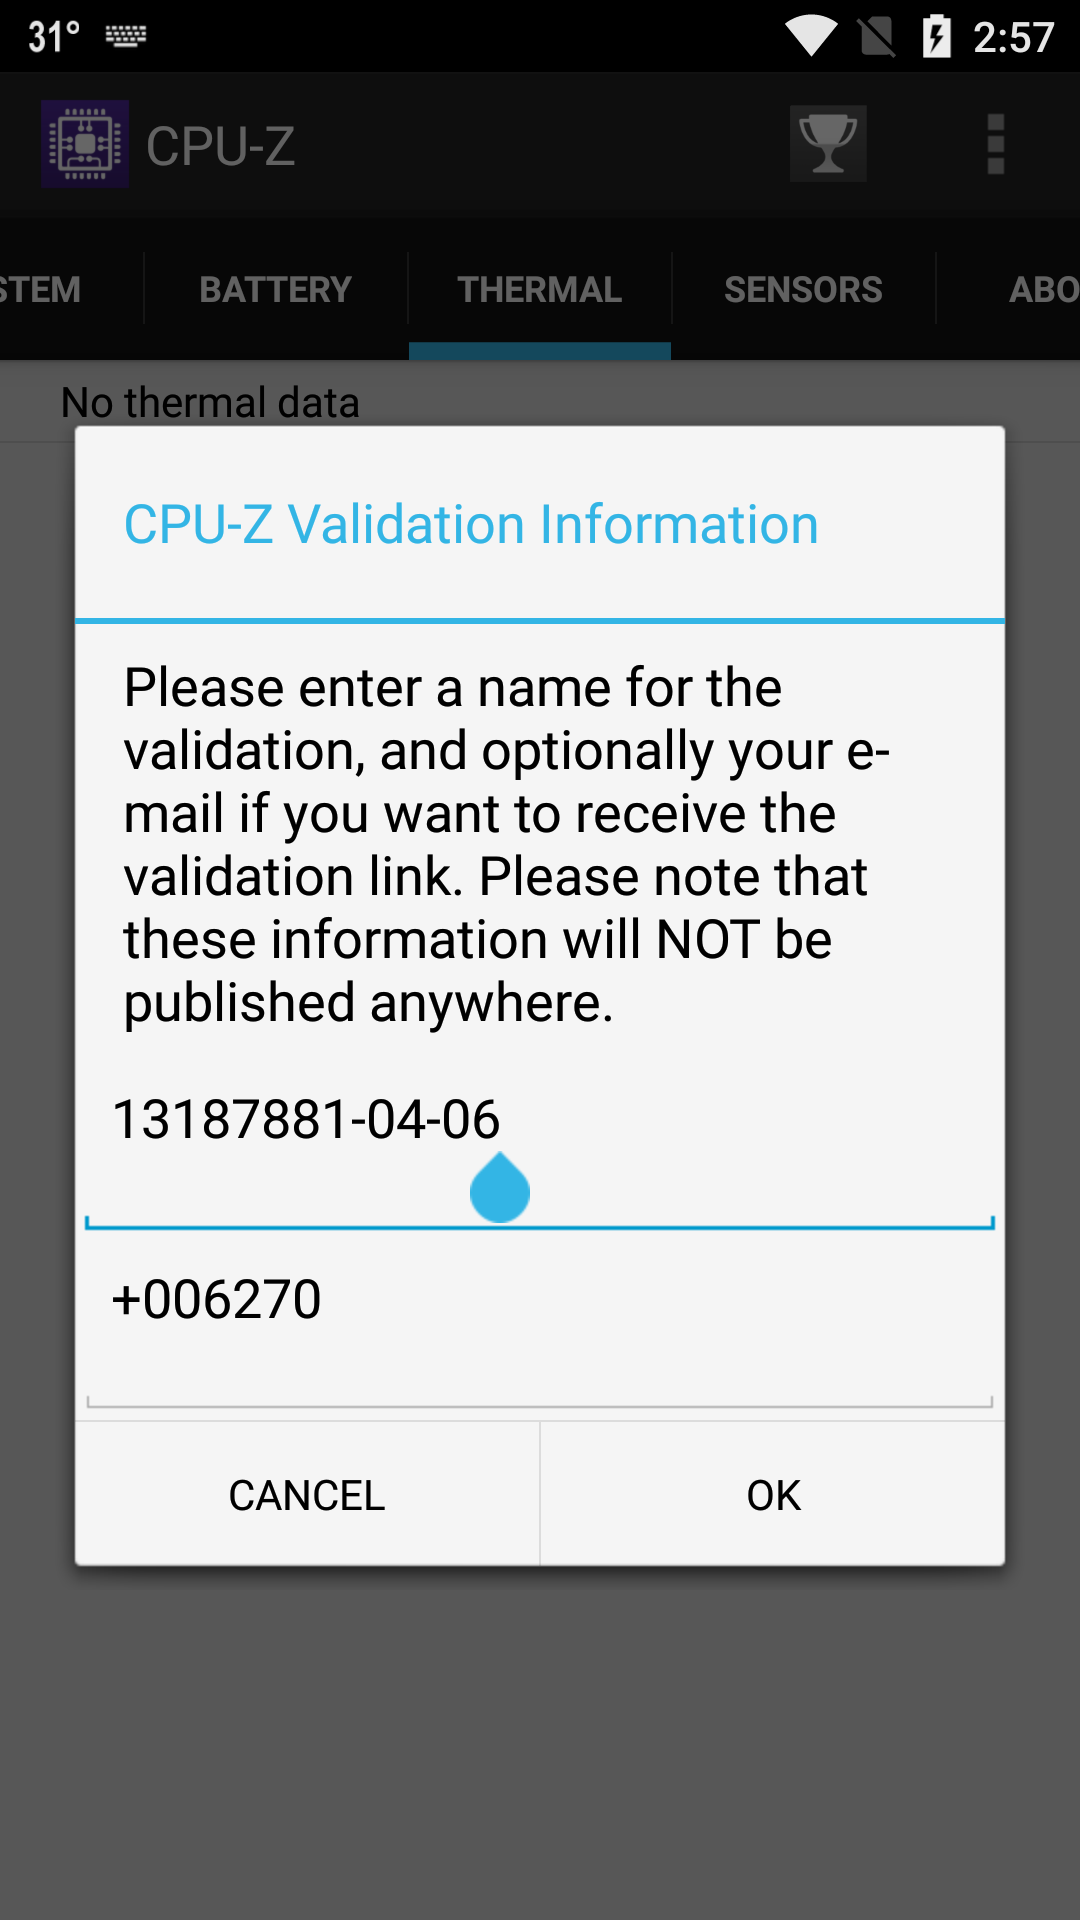 31° 2:57
CPU-Z
STEM BATTERY THERMAL SENSORS ABO
No thermal data
CPU-Z Validation Information
Please enter a name for the
validation, and optionally your e-
mail if you want to receive the
validation link. Please note that
these information will NOT be
published anywhere.
13187881-04-06
+006270
CANCEL OK